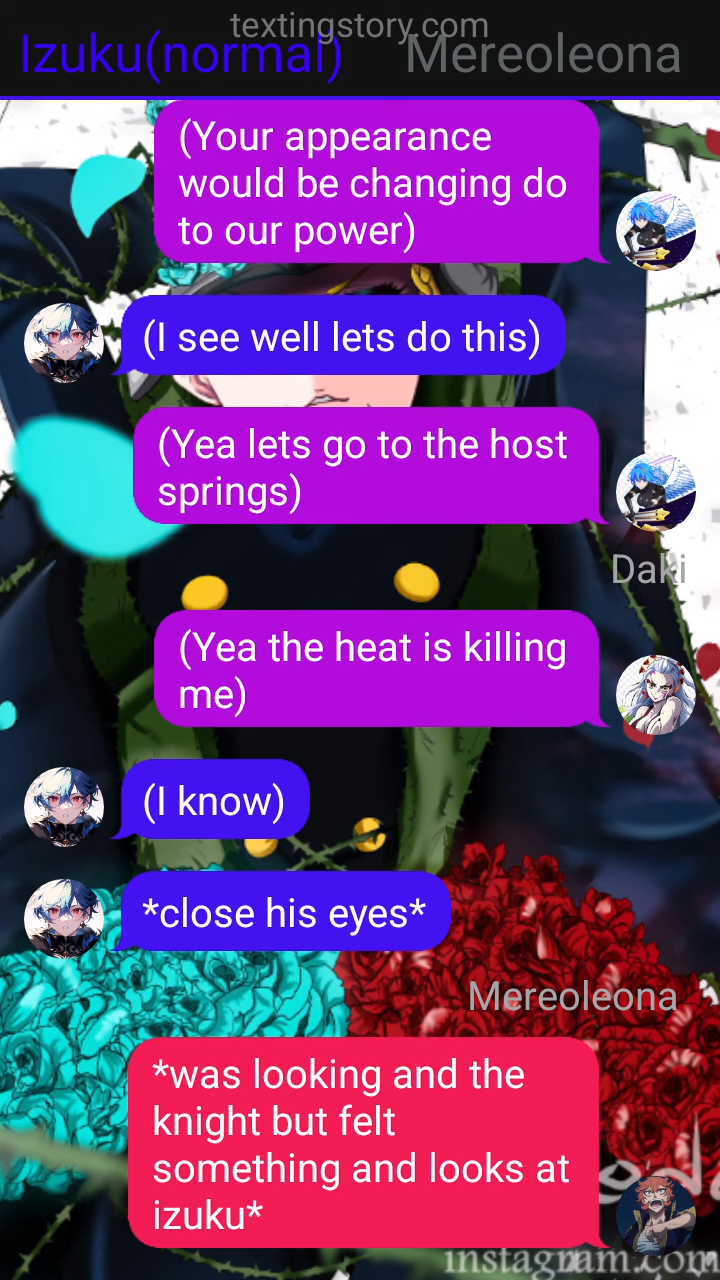 textingstory.com
Izuku(normal) Mereoleona
(Your appearance
would be changing do
to our power)
(I see well lets do this)
(Yea lets go to the host
springs)
Daki
(Yea the heat is killing
me)
(I know)
*close his eyes*
Mereoleona
*was looking and the
knight but felt
something and looks at
izuku*
instagram.com